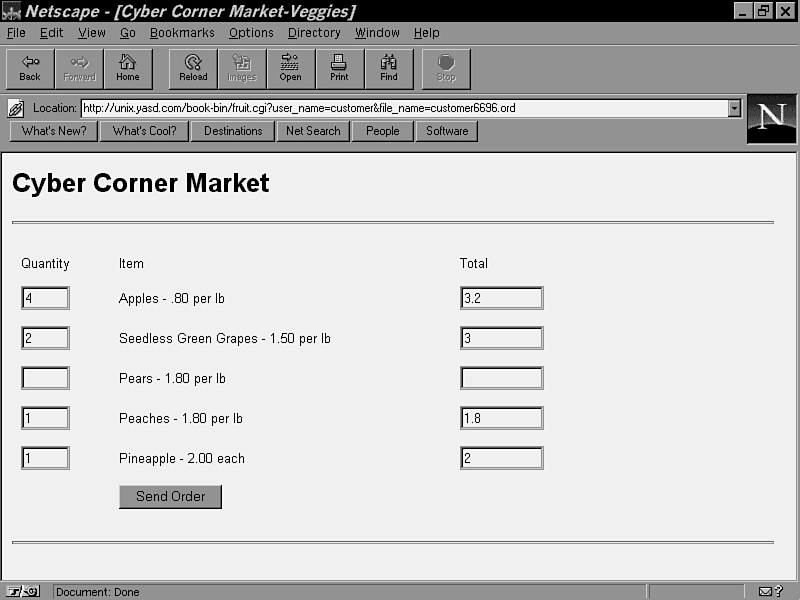 Netscape - [Cyber Corner Market-Veggies]
File Edit View Go Bookmarks Options Directory Window Help
Back Forward Home Reload Images Open Print Find Stop
Location: http://unix.yasd.com/book-bin/fruit.cgi?user_name=customer&file_name=customer6696.ord
N
What's New? What's Cool? Destinations Net Search People Software
Cyber Corner Market
Quantity Item Total
4 Apples - .80 per lb 3.2
2 Seedless Green Grapes - 1.50 per lb 3
Pears - 1.80 per lb
1 Peaches - 1.80 per lb 1.8
1 Pineapple - 2.00 each 2
Send Order
Document: Done
?